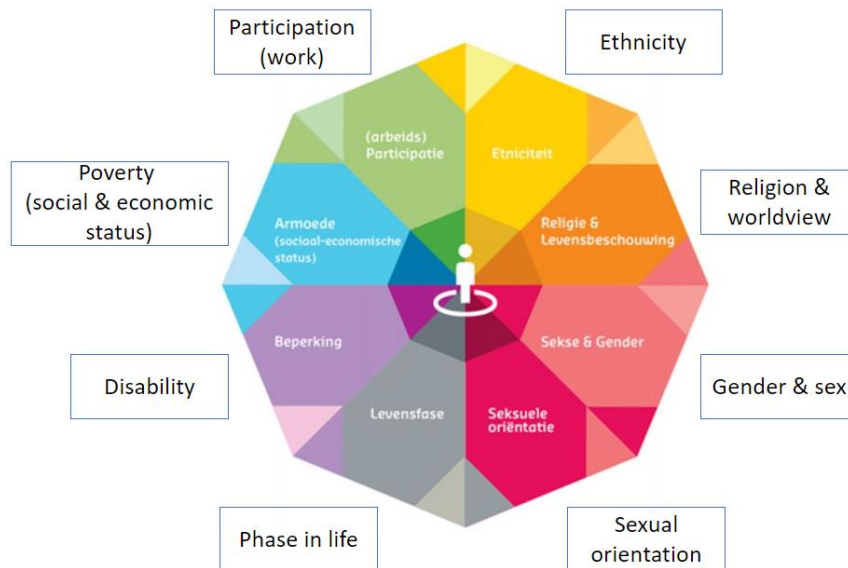 Participation
(work)
Ethnicity
(arbeids)
Participatie
Etniciteit
Poverty
(social & economic
status)
Armoede
(sociaal-economische
status)
Religie &
Levensbeschouwing
Religion &
worldview
Disability
Beperking
Sekse & Gender
Gender & sex
Levensfase
Seksuele
oriëntatie
Phase in life
Sexual
orientation